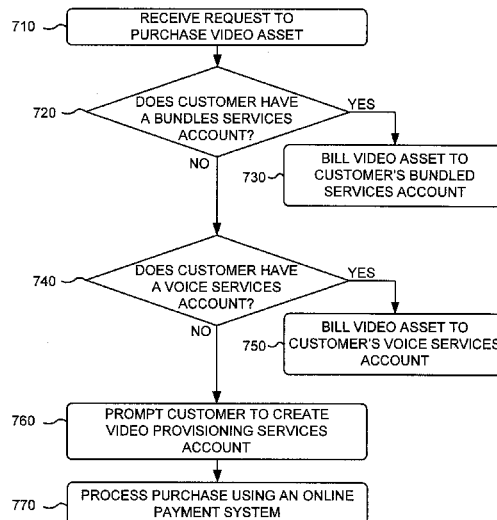 710
RECEIVE REQUEST TO
PURCHASE VIDEO ASSET
720
DOES CUSTOMER HAVE
A BUNDLES SERVICES
ACCOUNT?
YES
NO
730
BILL VIDEO ASSET TO
CUSTOMER'S BUNDLED
SERVICES ACCOUNT
740
DOES CUSTOMER HAVE
A VOICE SERVICES
ACCOUNT?
YES
NO
750
BILL VIDEO ASSET TO
CUSTOMER'S VOICE SERVICES
ACCOUNT
760
PROMPT CUSTOMER TO CREATE
VIDEO PROVISIONING SERVICES
ACCOUNT
770
PROCESS PURCHASE USING AN ONLINE
PAYMENT SYSTEM